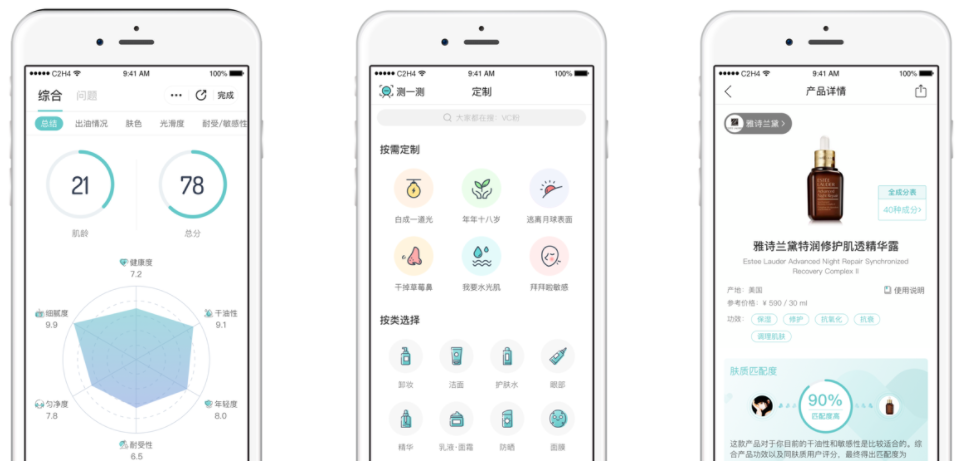 ●●●●● C2H4 9:41 AM 100%
综合 问题 ••• 完成
总结 出油情况 肤色 光滑度 耐受/敏感性
21 78
肌龄 总分
健康度
7.2
细腻度 干油性
9.9 9.1
匀净度 年轻度
7.8 8.0
耐受性
6.5
●●●●● C2H4 9:41 AM 100%
测一测 定制
大家都在搜：VC粉
按需定制
白成一道光 年年十八岁 逃离月球表面
干掉草莓鼻 我要水光肌 拜拜啦敏感
按类选择
卸妆 洁面 护肤水 眼部
精华 乳液·面霜 防晒 面膜
●●●●● C2H4 9:41 AM 100%
产品详情
雅诗兰黛
全成分表
40种成分
雅诗兰黛特润修护肌透精华露
Estee Lauder Advanced Night Repair Synchronized
Recovery Complex II
产地：美国 使用说明
参考价格：¥ 590 / 30 ml
功效： 保湿 修护 抗氧化 抗衰
调理肌肤
肤质匹配度
90%
匹配度高
这款产品对于你目前的干油性和敏感性是比较适合的。综
合产品功效以及同肤质用户评分，最终得出匹配度为